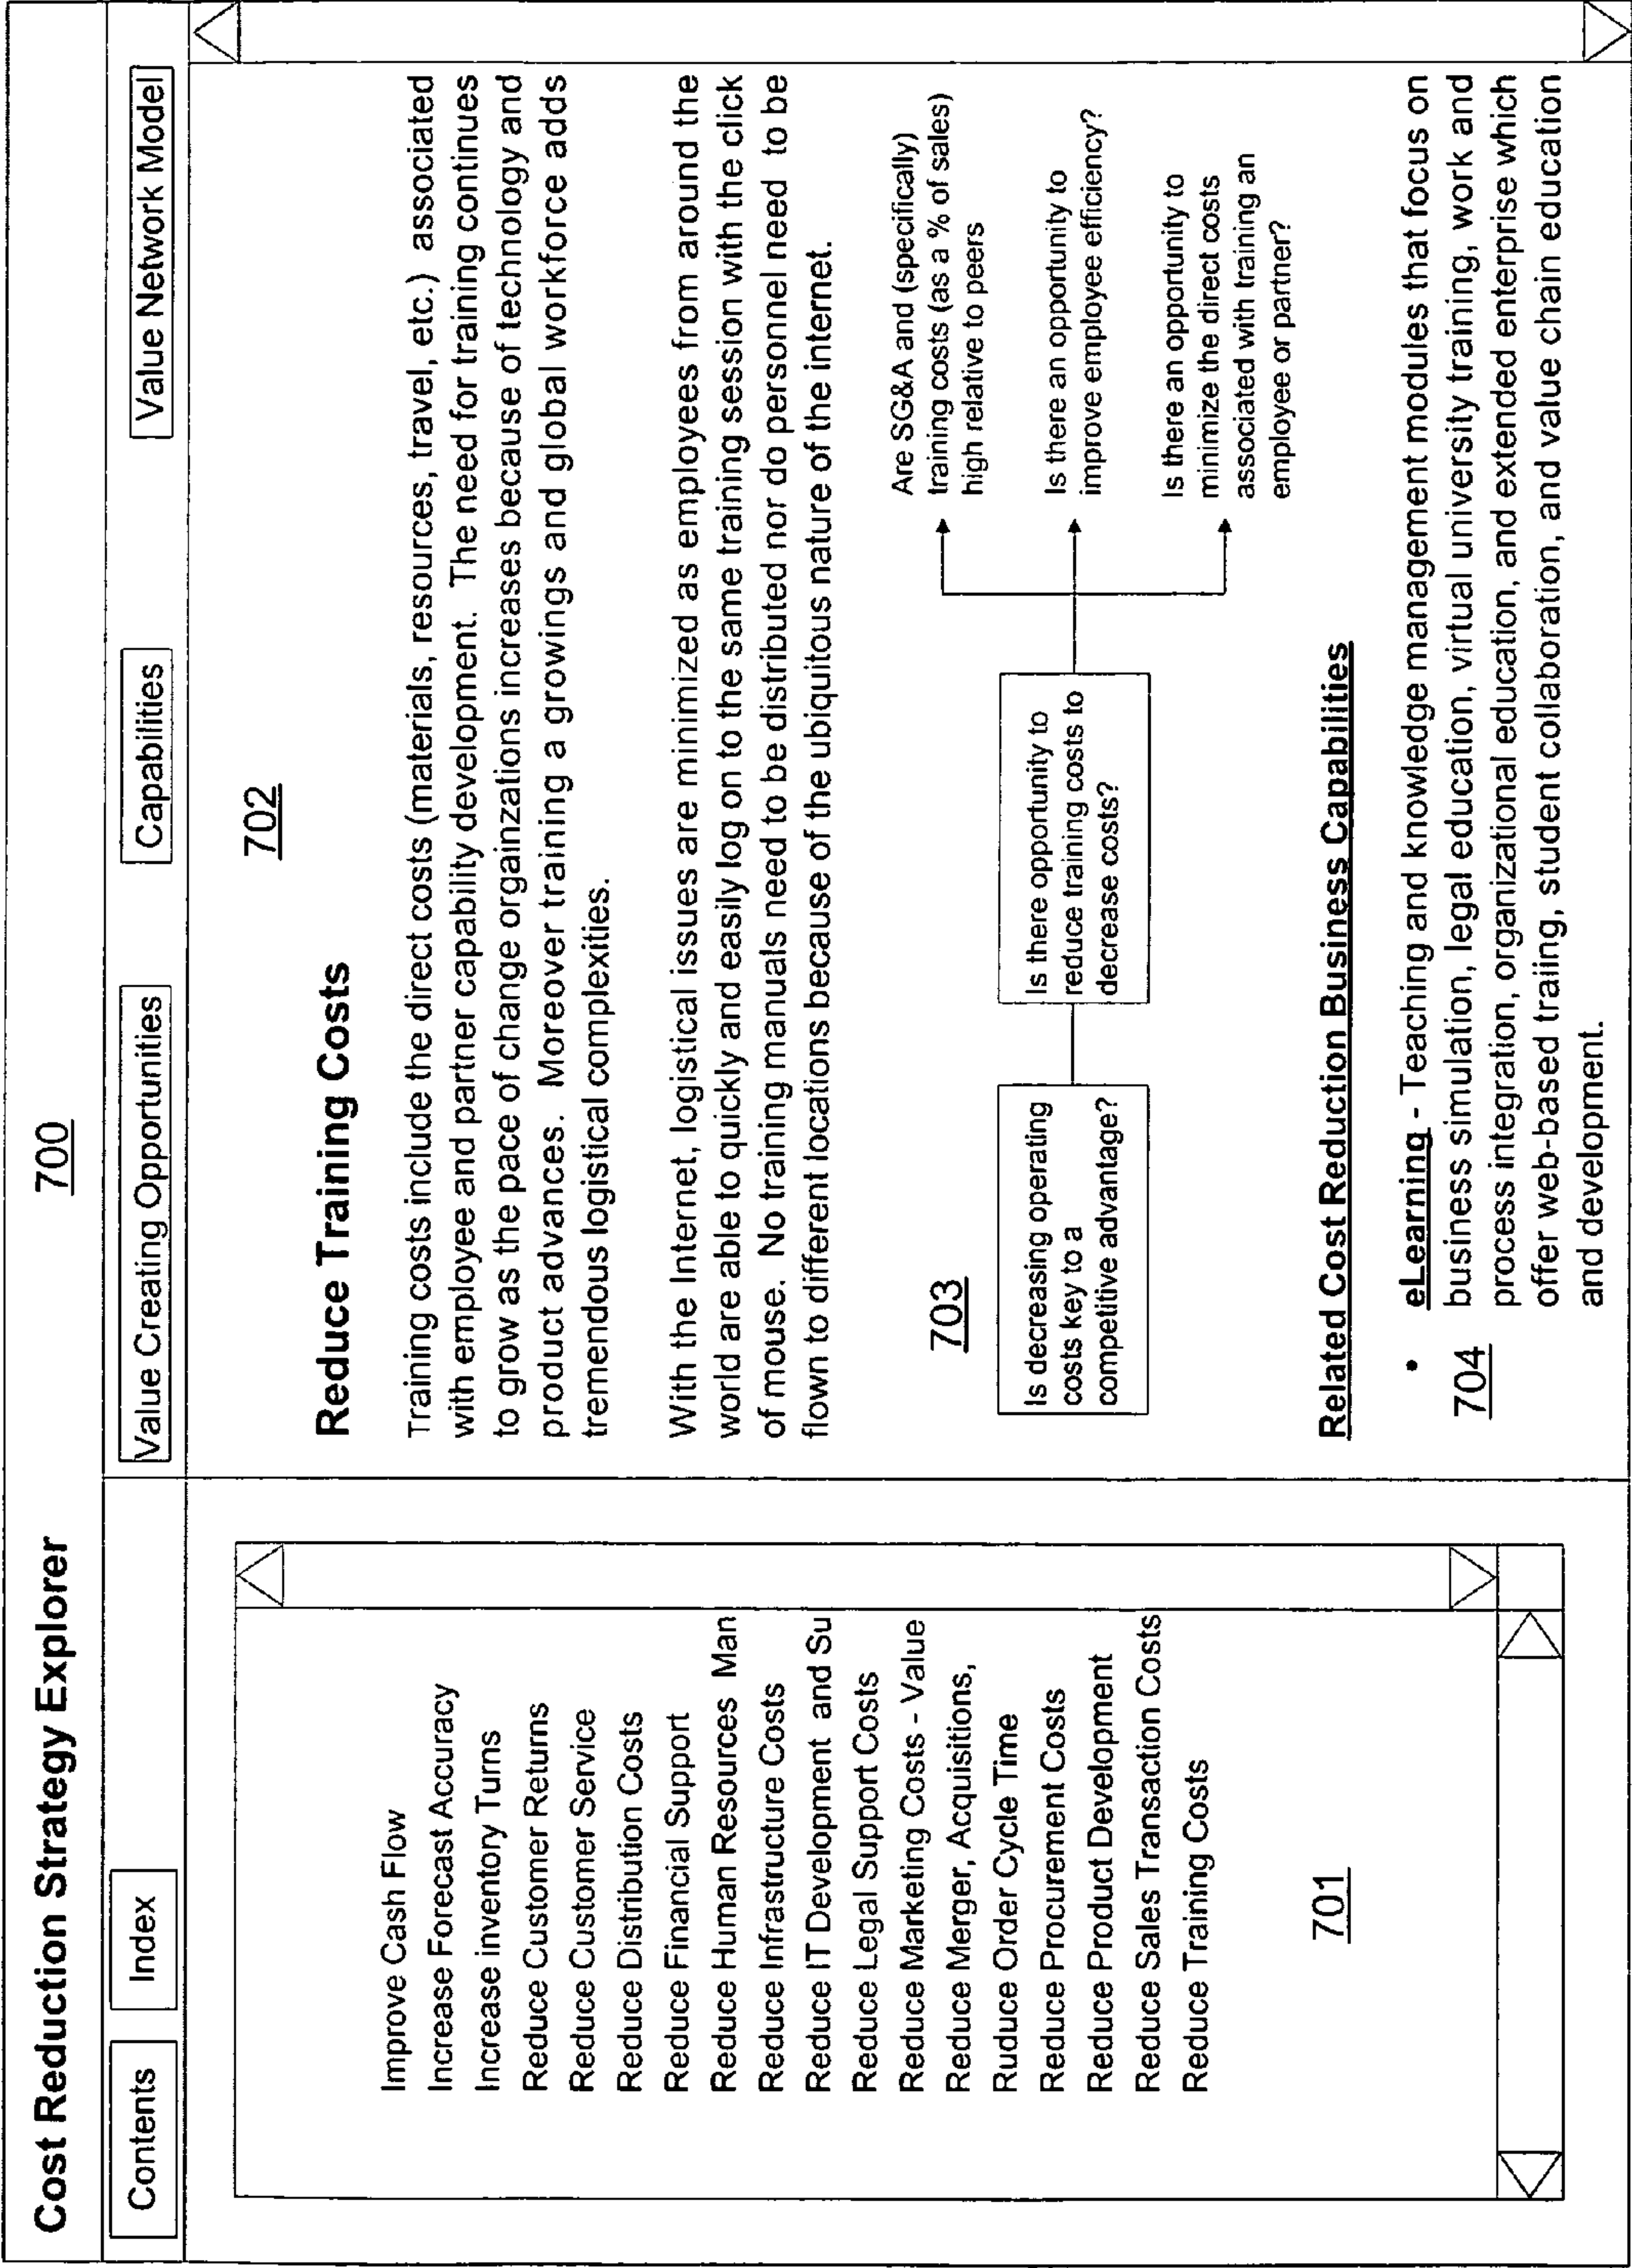 Cost Reduction Strategy Explorer
700
Contents
Index
Value Creating Opportunities
Capabilities
Value Network Model
Improve Cash Flow
Increase Forecast Accuracy
Increase inventory Turns
Reduce Customer Returns
Reduce Customer Service
Reduce Distribution Costs
Reduce Financial Support
Reduce Human Resources Man
Reduce Infrastructure Costs
Reduce IT Development and Su
Reduce Legal Support Costs
Reduce Marketing Costs - Value
Reduce Merger, Acquisitions,
Ruduce Order Cycle Time
Reduce Procurement Costs
Reduce Product Development
Reduce Sales Transaction Costs
Reduce Training Costs
701
702
Reduce Training Costs
Training costs include the direct costs (materials, resources, travel, etc.) associated
with employee and partner capability development. The need for training continues
to grow as the pace of change organizations increases because of technology and
product advances. Moreover training a growings and global workforce adds
tremendous logistical complexities.
With the Internet, logistical issues are minimized as employees from around the
world are able to quickly and easily log on to the same training session with the click
of mouse. No training manuals need to be distributed nor do personnel need to be
flown to different locations because of the ubiquitous nature of the internet.
703
Is decreasing operating
costs key to a
competitive advantage?
Is there opportunity to
reduce training costs to
decrease costs?
Are SG&A and (specifically)
training costs (as a % of sales)
high relative to peers
Is there an opportunity to
improve employee efficiency?
Is there an opportunity to
minimize the direct costs
associated with training an
employee or partner?
Related Cost Reduction Business Capabilities
• eLearning - Teaching and knowledge management modules that focus on
704 business simulation, legal education, virtual university training, work and
process integration, organizational education, and extended enterprise which
offer web-based traiing, student collaboration, and value chain education
and development.